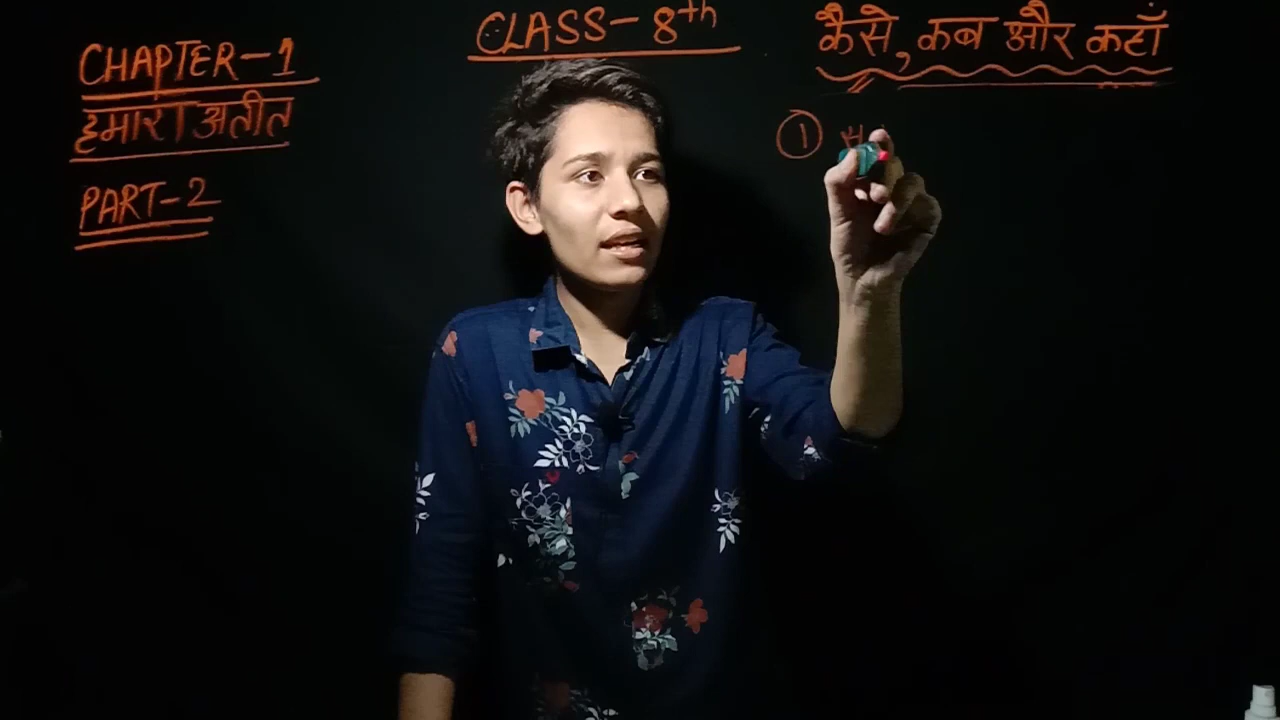 CHAPTER-1
हमारा अतीत
PART-2
CLASS-8th
कैसे, कब और कहाँ
1